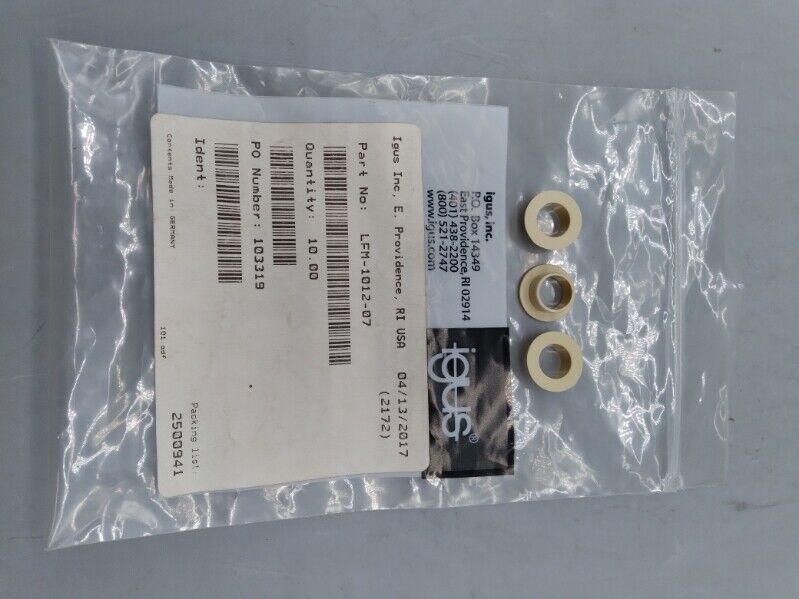 Igus Inc, E. Providence, RI USA 04/13/2017
(2172)
Part No: LFM-1012-07
Quantity: 10.00
PO Number: 103319
Ident:
Packing list:
2500941
Contents Made in GERMANY
101 pdf
igus, inc.
P.O. Box 14349
East Providence, RI 02914
(401) 438-2200
(800) 521-2747
www.igus.com
igus®